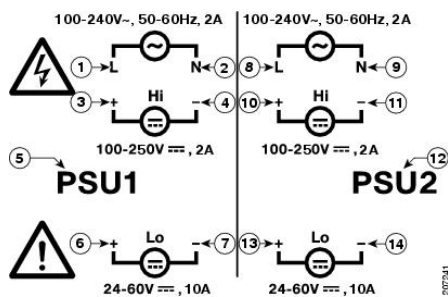 100-240V~, 50-60Hz, 2A 100-240V~, 50-60Hz, 2A
1 L N 2 8 L N 9
3 + Hi - 4 10 + Hi - 11
100-250V ⎓, 2A 100-250V ⎓, 2A
5 12
PSU1 PSU2
6 + Lo - 7 13 + Lo - 14
24-60V ⎓, 10A 24-60V ⎓, 10A